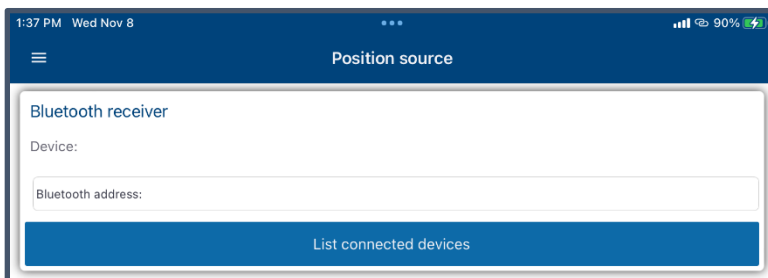 1:37 PM Wed Nov 8
90%
Position source
Bluetooth receiver
Device:
Bluetooth address:
List connected devices